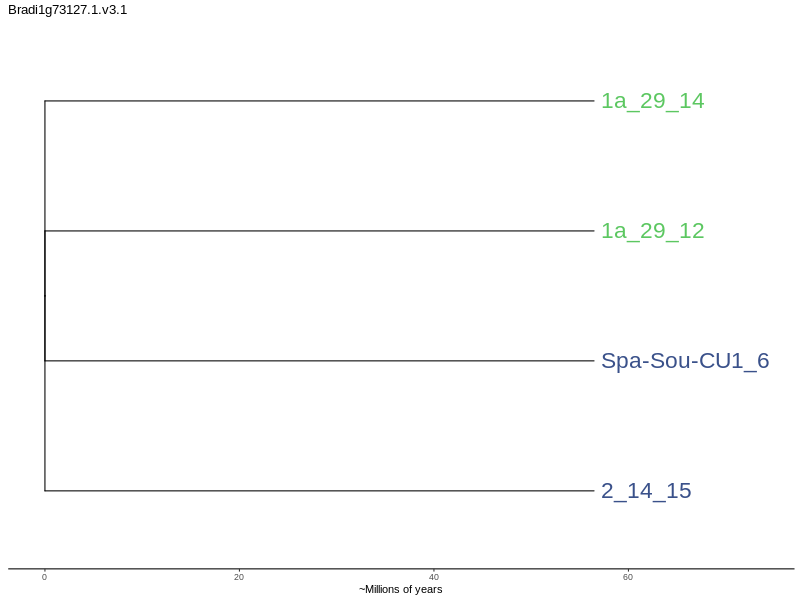 Bradi1g73127.1.v3.1
1a_29_14
1a_29_12
Spa-Sou-CU1_6
2_14_15
0 20 40 60
~Millions of years